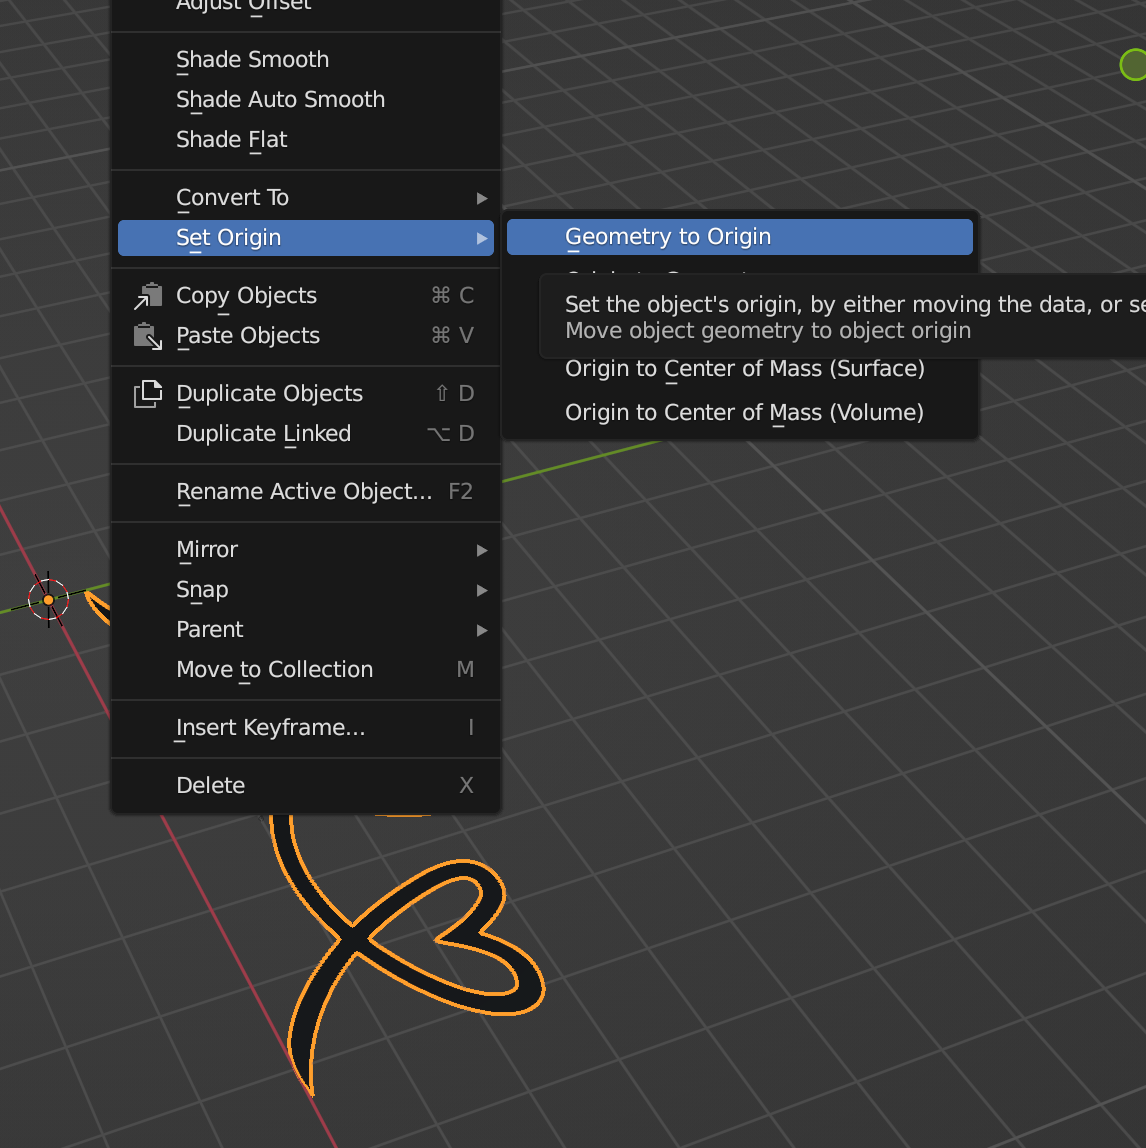 Adjust Offset
Shade Smooth
Shade Auto Smooth
Shade Flat
Convert To
Set Origin
Geometry to Origin
Copy Objects ⌘ C
Set the object's origin, by either moving the data, or
Move object geometry to object origin
Paste Objects ⌘ V
Origin to Center of Mass (Surface)
Duplicate Objects ⇧ D
Origin to Center of Mass (Volume)
Duplicate Linked ⌥ D
Rename Active Object... F2
Mirror
Snap
Parent
Move to Collection M
Insert Keyframe... I
Delete X